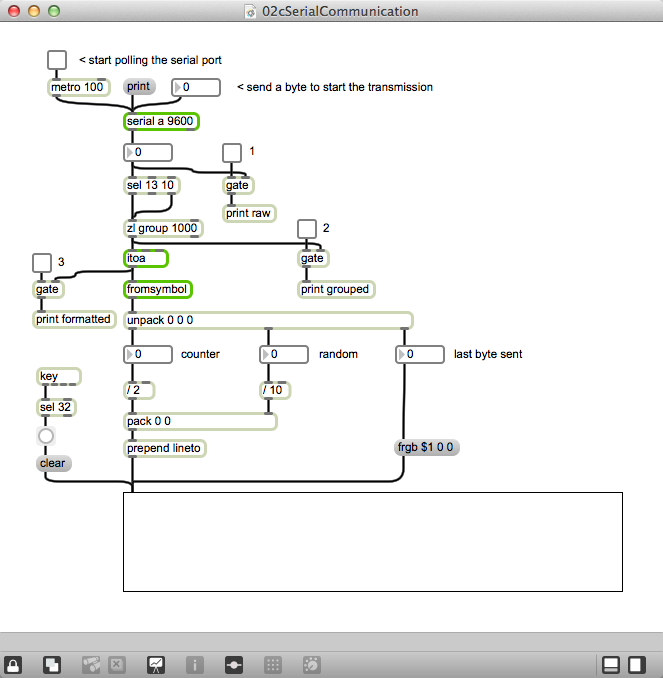 02cSerialCommunication
< start polling the serial port
metro 100
print
0
< send a byte to start the transmission
serial a 9600
0
1
sel 13 10
gate
print raw
zl group 1000
2
3
itoa
gate
gate
fromsymbol
print grouped
print formatted
unpack 0 0 0
0
counter
0
random
0
last byte sent
key
/ 2
/ 10
sel 32
pack 0 0
prepend lineto
frgb $1 0 0
clear